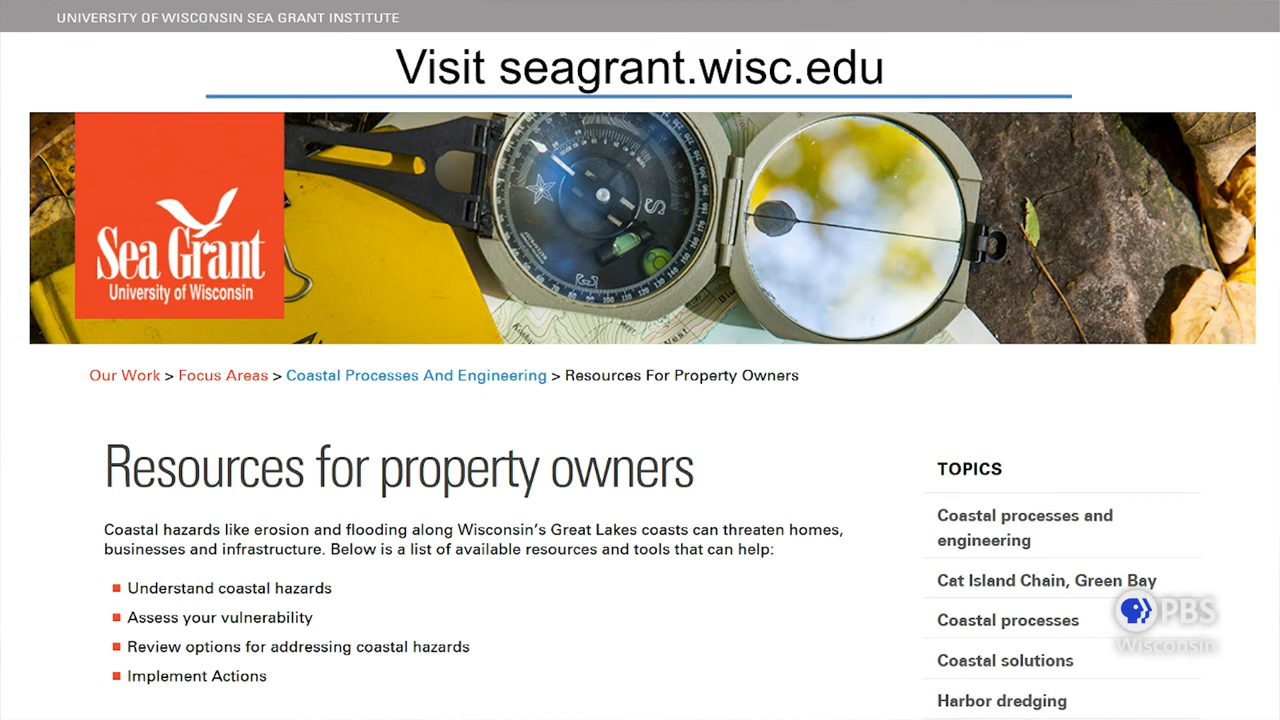 UNIVERSITY OF WISCONSIN SEA GRANT INSTITUTE
Visit seagrant.wisc.edu
Sea Grant
University of Wisconsin
S
Our Work > Focus Areas > Coastal Processes And Engineering > Resources For Property Owners
Resources for property owners
Coastal hazards like erosion and flooding along Wisconsin's Great Lakes coasts can threaten homes,
businesses and infrastructure. Below is a list of available resources and tools that can help:
Understand coastal hazards
Assess your vulnerability
Review options for addressing coastal hazards
Implement Actions
TOPICS
Coastal processes and
engineering
Cat Island Chain, Green Bay
Coastal processes
Coastal solutions
Harbor dredging
PBS
Wisconsin